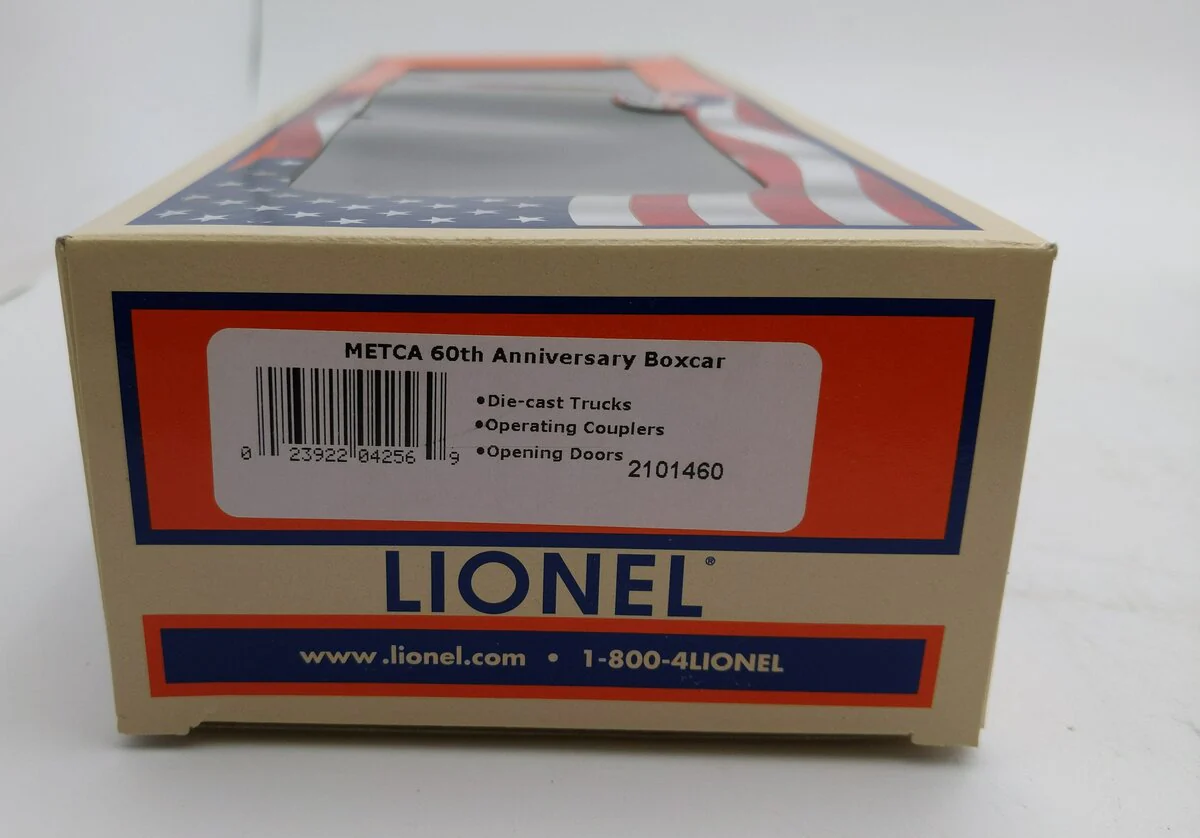 METCA 60th Anniversary Boxcar
•Die-cast Trucks
•Operating Couplers
•Opening Doors
2101460
0 23922 04256 9
LIONEL®
www.lionel.com • 1-800-4LIONEL